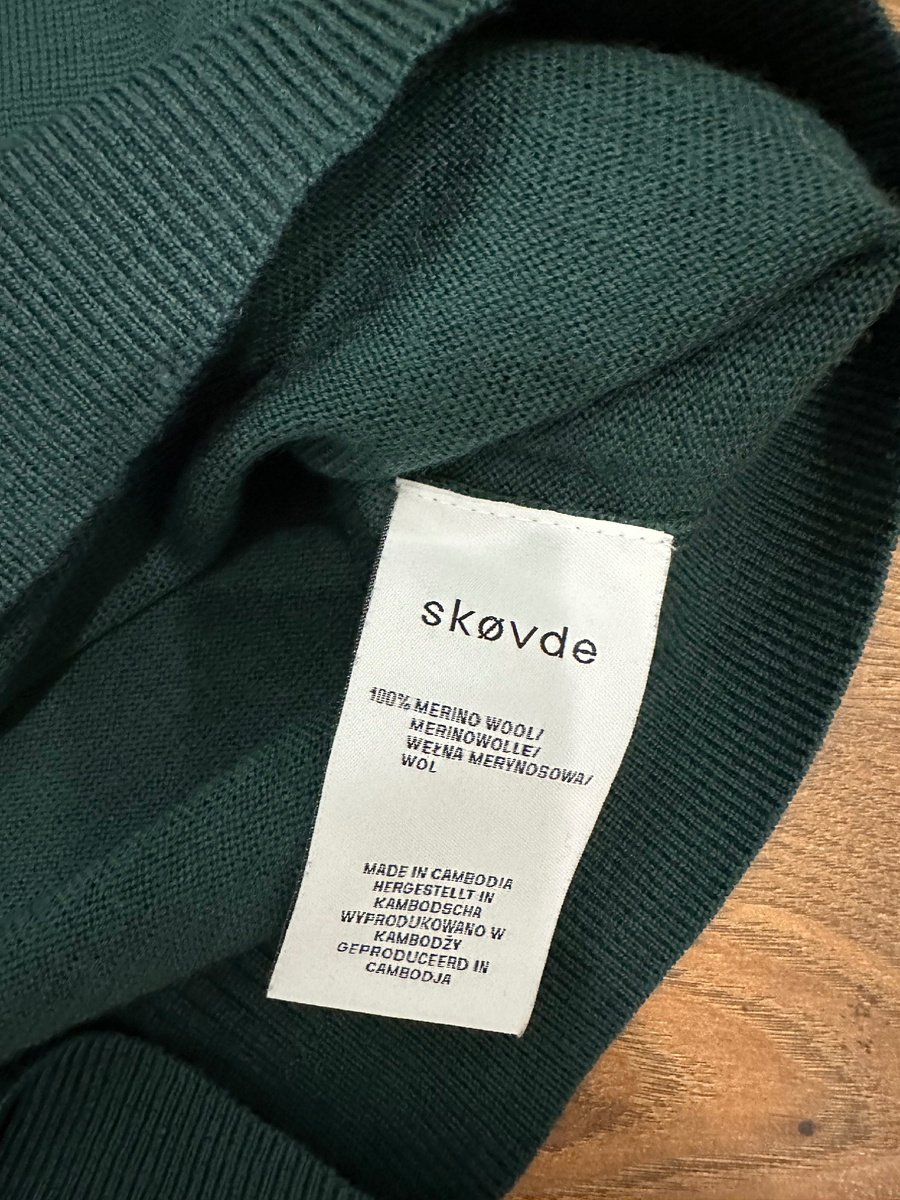 skøvde
100% MERINO WOOL/
MERINOWOLLE/
WEŁNA MERYNOSOWA/
WOL
MADE IN CAMBODIA
HERGESTELLT IN
KAMBODSCHA
WYPRODUKOWANO W
KAMBODŻY
GEPRODUCEERD IN
CAMBODJA